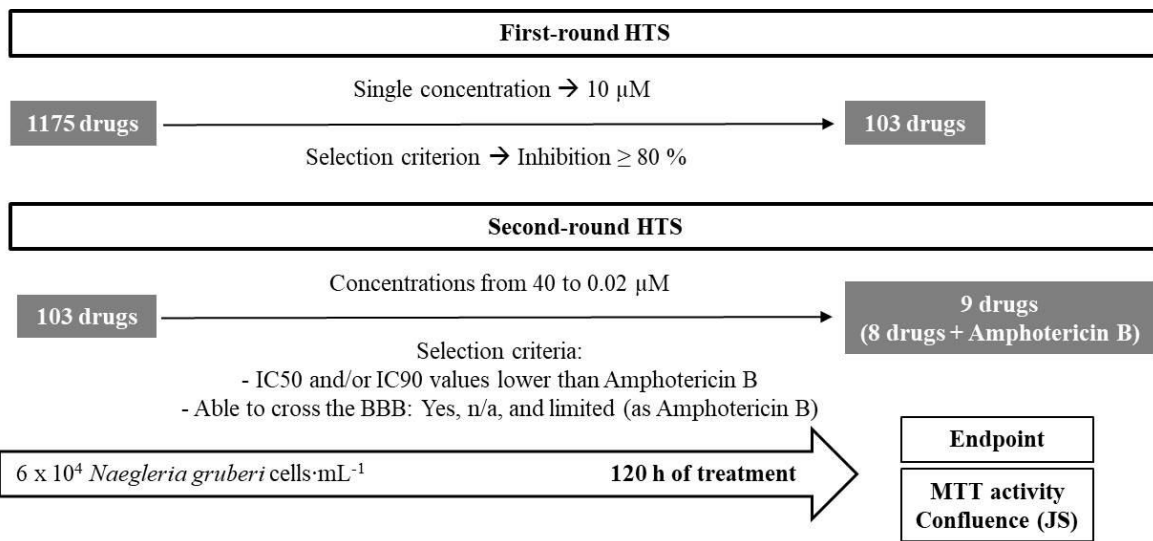 First-round HTS
Single concentration → 10 µM
1175 drugs
103 drugs
Selection criterion → Inhibition ≥ 80 %
Second-round HTS
Concentrations from 40 to 0.02 µM
103 drugs
9 drugs
(8 drugs + Amphotericin B)
Selection criteria:
- IC50 and/or IC90 values lower than Amphotericin B
- Able to cross the BBB: Yes, n/a, and limited (as Amphotericin B)
6 x 10⁴ Naegleria gruberi cells·mL⁻¹
120 h of treatment
Endpoint
MTT activity
Confluence (JS)